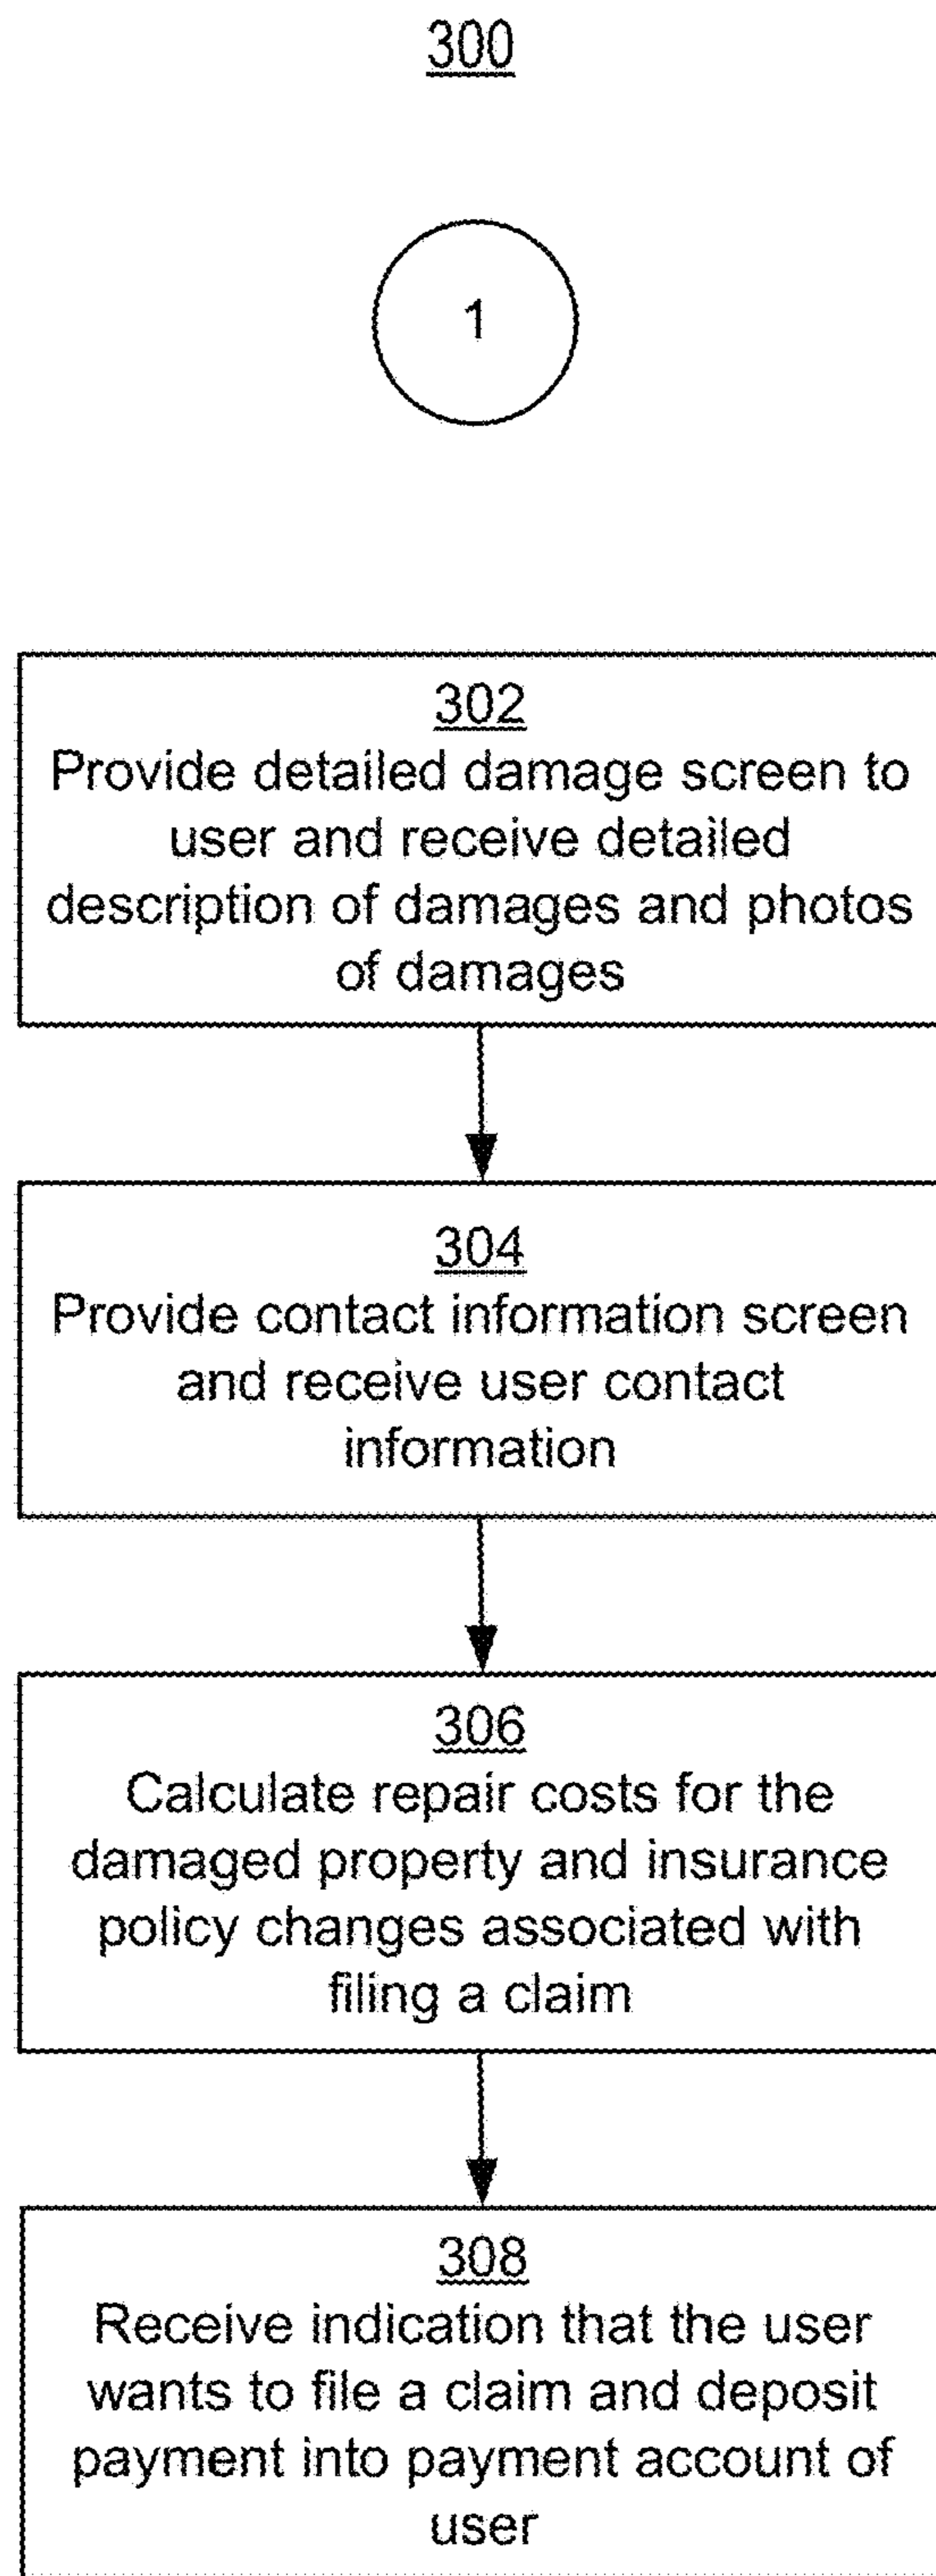 300
1
302
Provide detailed damage screen to
user and receive detailed
description of damages and photos
of damages
304
Provide contact information screen
and receive user contact
information
306
Calculate repair costs for the
damaged property and insurance
policy changes associated with
filing a claim
308
Receive indication that the user
wants to file a claim and deposit
payment into payment account of
user